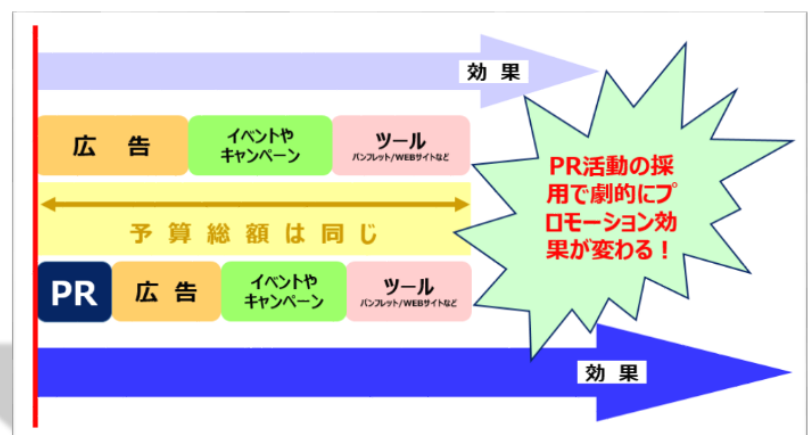 効 果
広 告
イベントや
キャンペーン
ツール
パンフレット/WEBサイトなど
予 算 総 額 は 同 じ
PR
広 告
イベントや
キャンペーン
ツール
パンフレット/WEBサイトなど
効 果
PR活動の採
用で劇的にプ
ロモーション効
果が変わる！